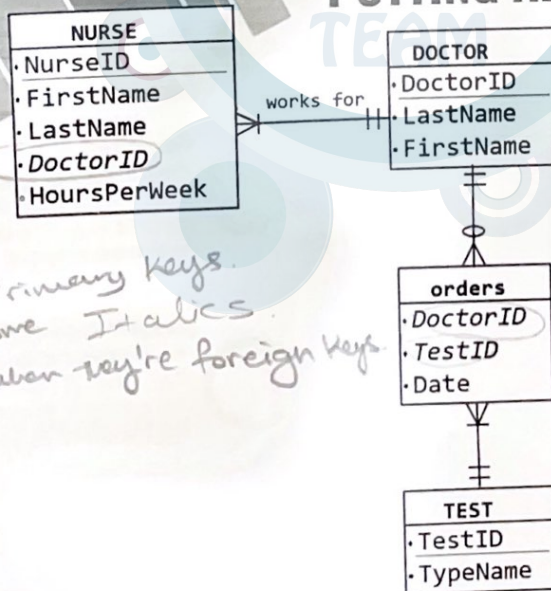 TEAM
NURSE
NurseID
FirstName
LastName
DoctorID
HoursPerWeek
works for
DOCTOR
DoctorID
LastName
FirstName
orders
DoctorID
TestID
Date
TEST
TestID
TypeName
rimary keys.
Italics.
they're foreign keys.